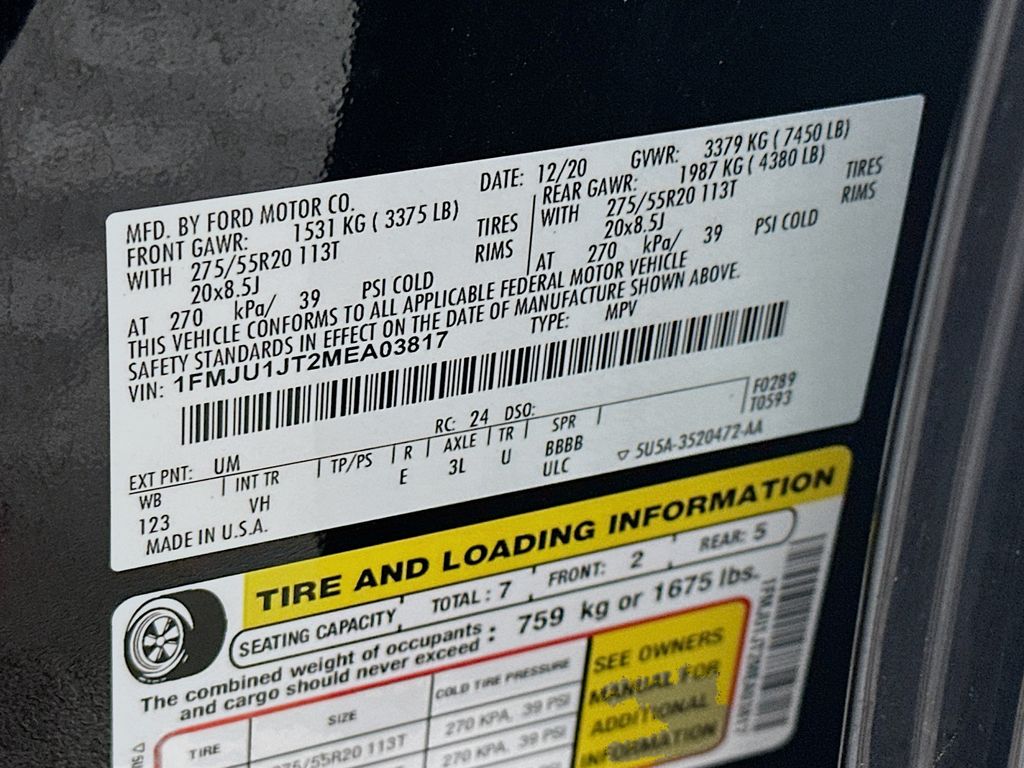 MFD. BY FORD MOTOR CO.
DATE: 12/20
GVWR: 3379 KG ( 7450 LB)
FRONT GAWR: 1531 KG ( 3375 LB)
WITH 275/55R20 113T TIRES
20x8.5J RIMS
AT 270 kPa/ 39 PSI COLD
REAR GAWR: 1987 KG ( 4380 LB)
WITH 275/55R20 113T TIRES
20x8.5J RIMS
AT 270 kPa/ 39 PSI COLD
THIS VEHICLE CONFORMS TO ALL APPLICABLE FEDERAL MOTOR VEHICLE
SAFETY STANDARDS IN EFFECT ON THE DATE OF MANUFACTURE SHOWN ABOVE.
VIN: 1FMJU1JT2MEA03817
TYPE: MPV
F0289
T0593
EXT PNT: UM RC: 24 DSO:
WB INT TR TP/PS R AXLE TR SPR
123 VH E 3L U BBBB
ULC
5U5A-3520472-AA
MADE IN U.S.A.
TIRE AND LOADING INFORMATION
SEATING CAPACITY TOTAL : 7 FRONT: 2 REAR: 5
The combined weight of occupants
and cargo should never exceed : 759 kg or 1675 lbs.
TIRE SIZE COLD TIRE PRESSURE
275/55R20 113T 270 KPA, 39 PSI
270 KPA, 39 PSI
SEE OWNERS
MANUAL FOR
ADDITIONAL
INFORMATION
1FMJU1JT2MEA03817